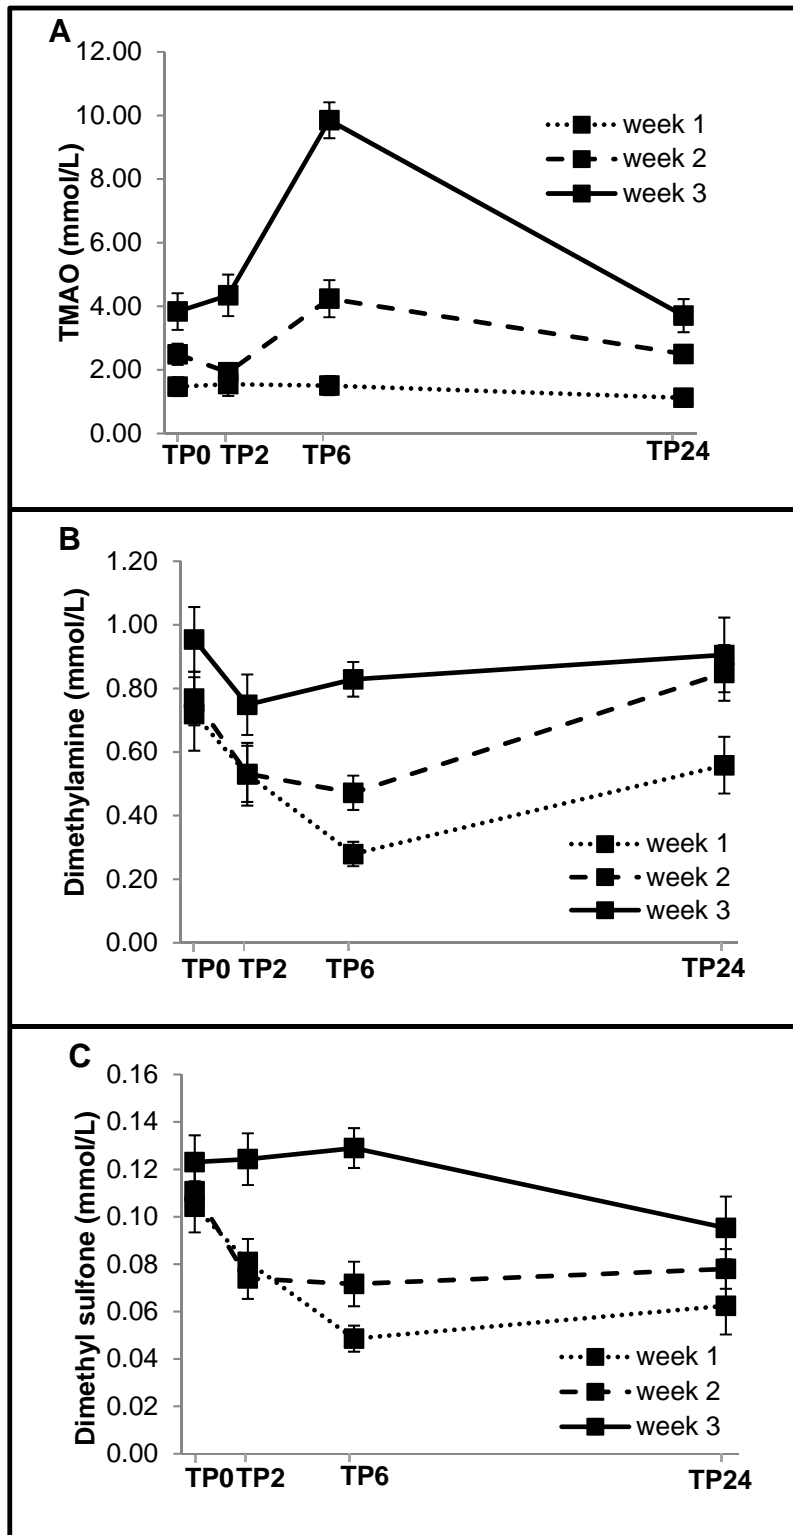 A
TMAO (mmol/L)
12.00
10.00
8.00
6.00
4.00
2.00
0.00
week 1
week 2
week 3
TP0 TP2 TP6 TP24
B
Dimethylamine (mmol/L)
1.20
1.00
0.80
0.60
0.40
0.20
0.00
week 1
week 2
week 3
TP0 TP2 TP6 TP24
C
Dimethyl sulfone (mmol/L)
0.16
0.14
0.12
0.10
0.08
0.06
0.04
0.02
0.00
week 1
week 2
week 3
TP0 TP2 TP6 TP24